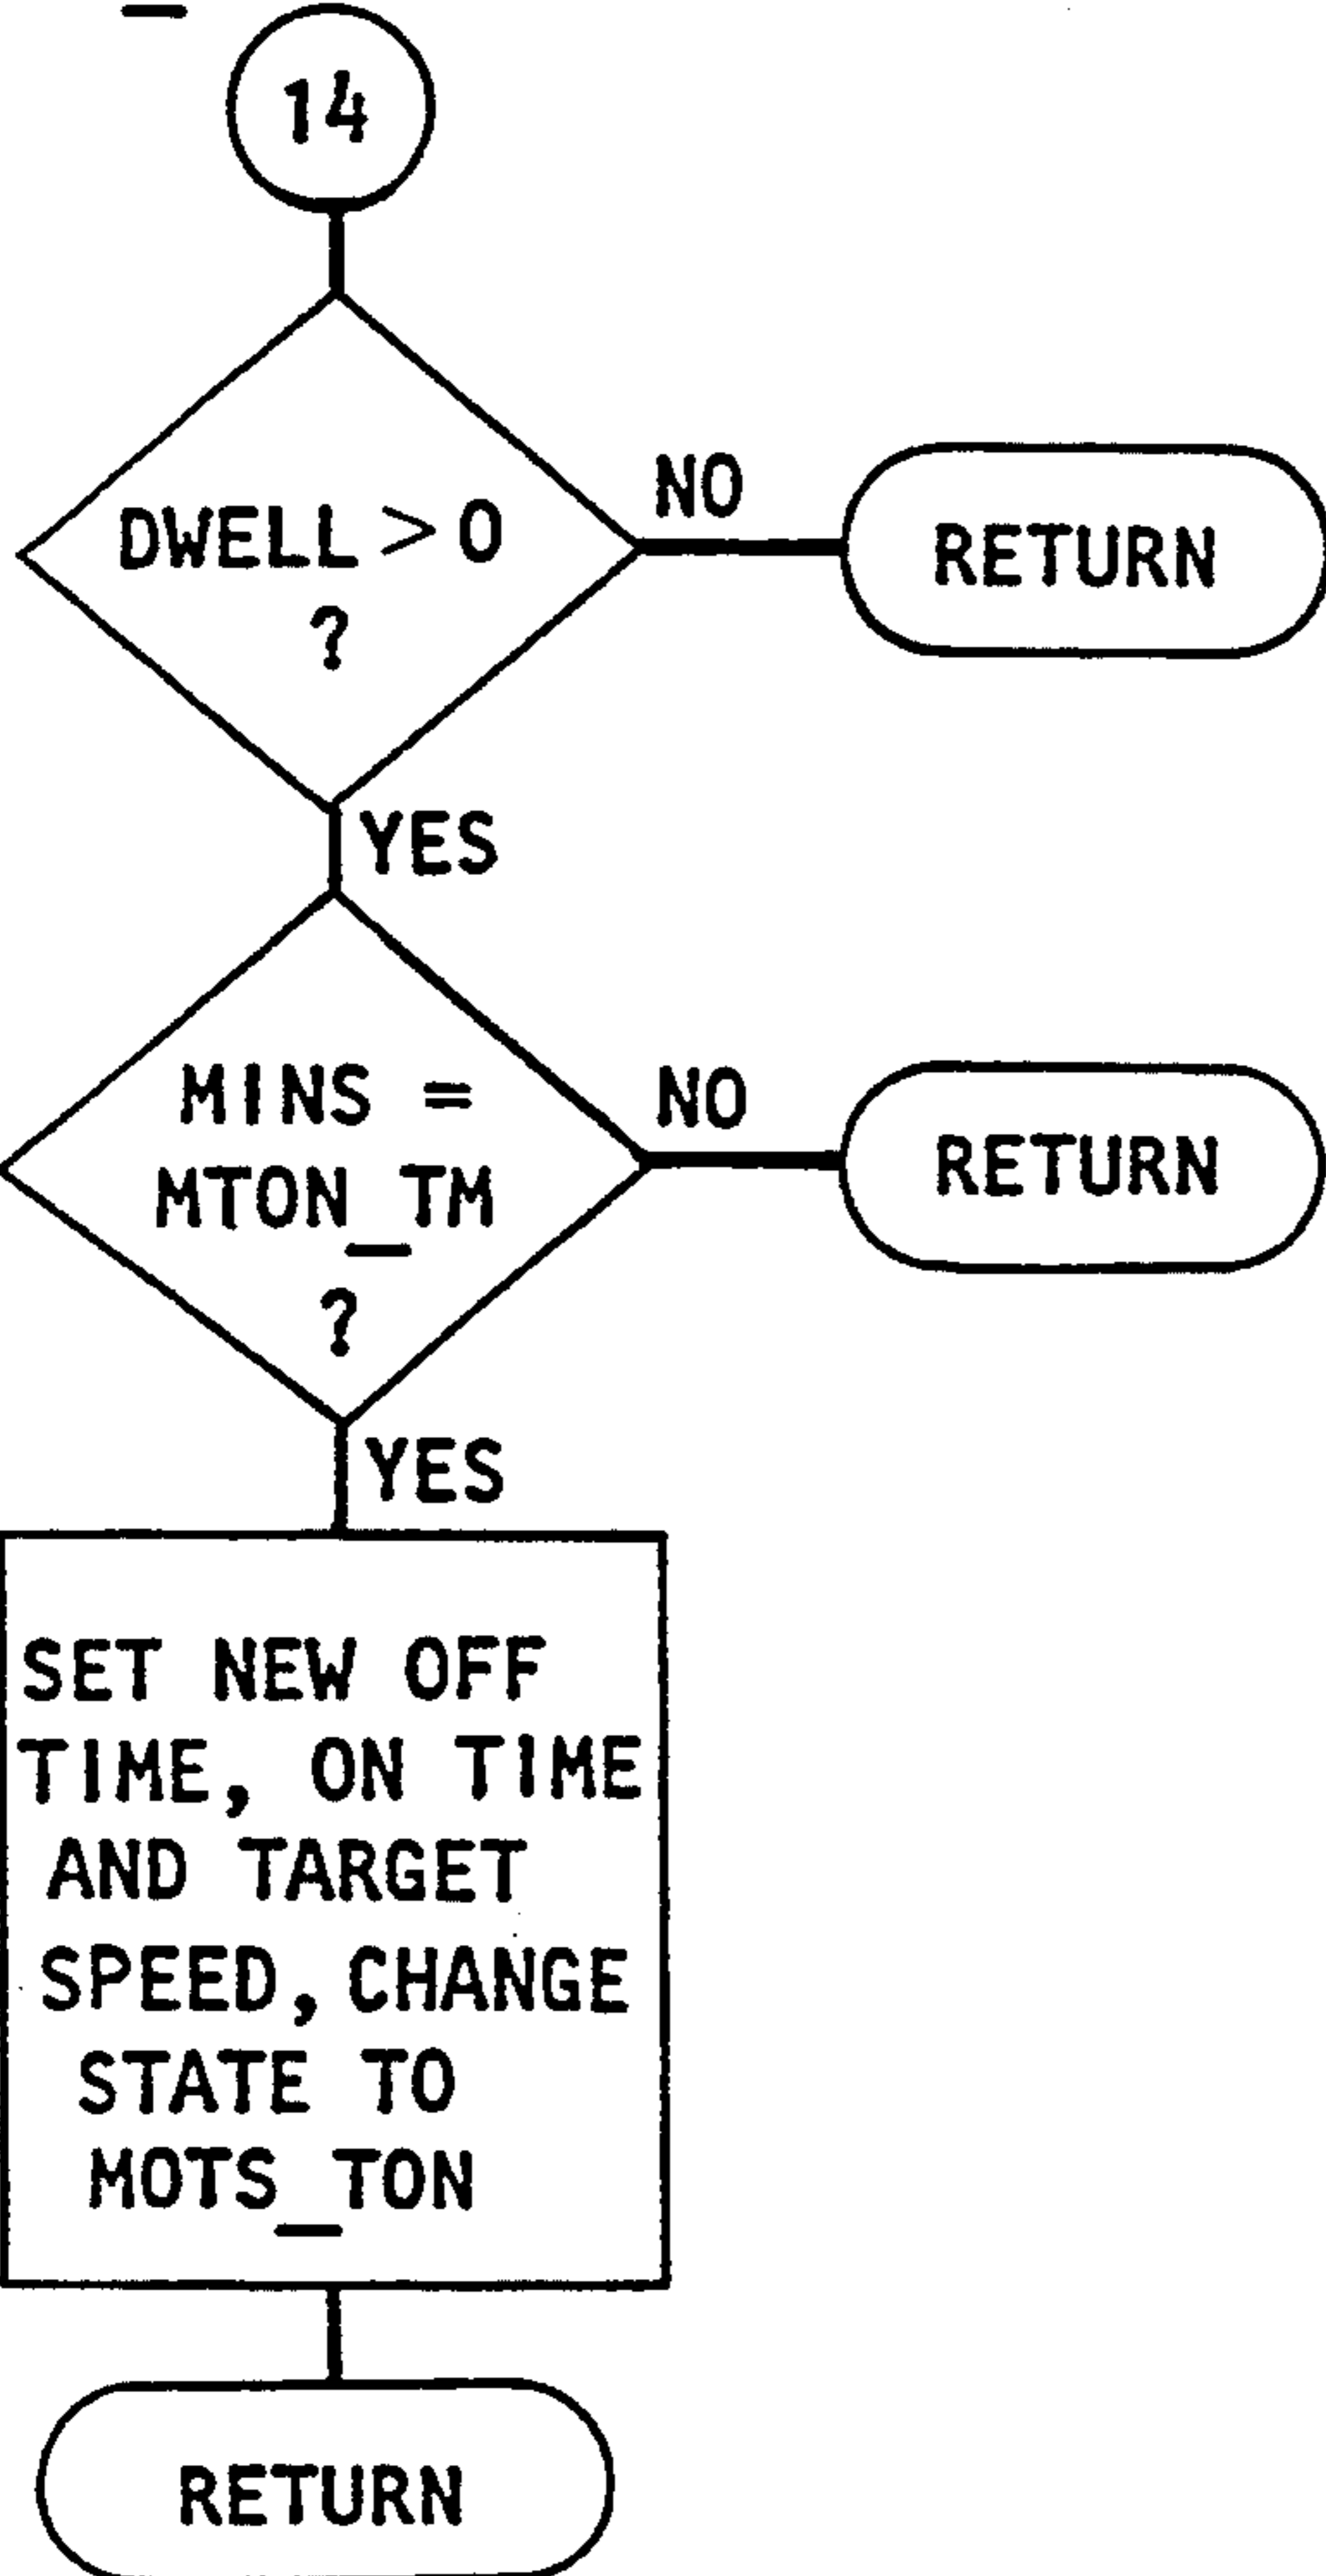 14
DWELL > 0
?
NO
RETURN
YES
MINS =
MTON_TM
?
NO
RETURN
YES
SET NEW OFF
TIME, ON TIME
AND TARGET
SPEED, CHANGE
STATE TO
MOTS_TON
RETURN